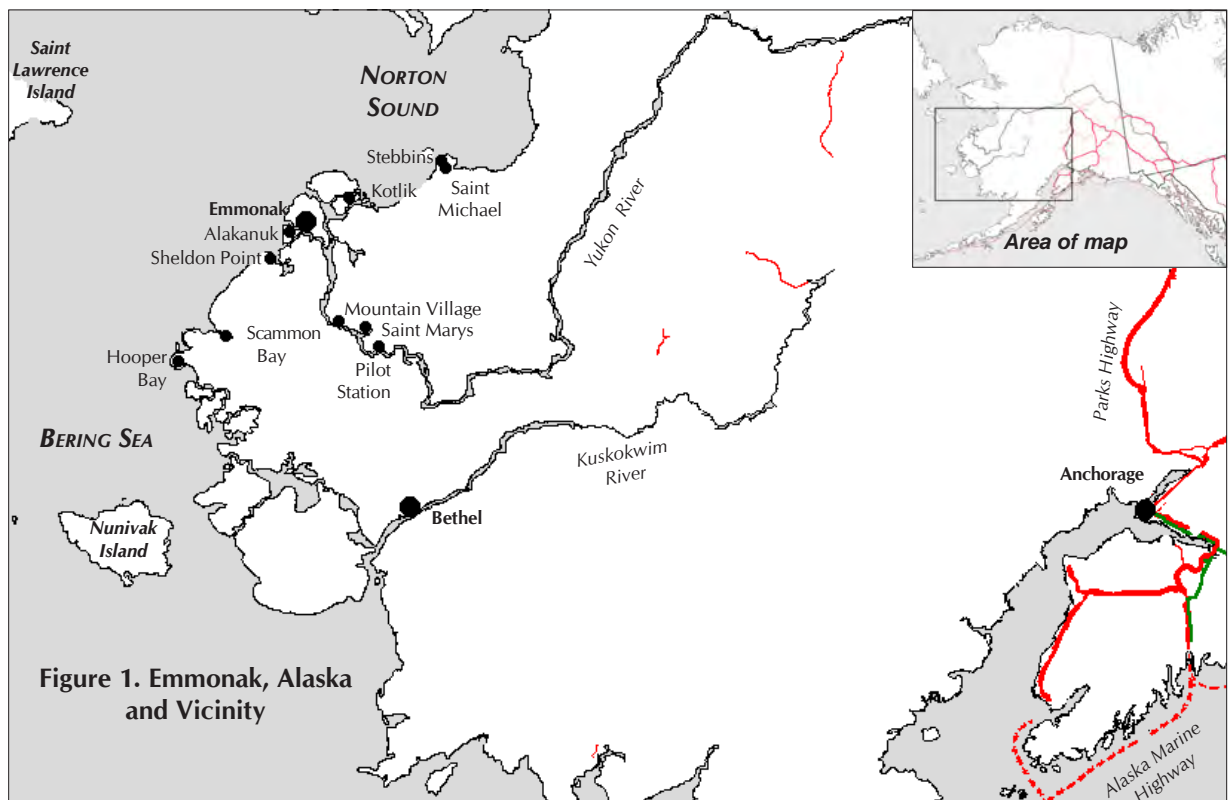 Saint
Lawrence
Island
NORTON
SOUND
Area of map
Stebbins
Saint
Michael
Kotlik
Emmonak
Alakanuk
Sheldon Point
Yukon River
Mountain Village
Saint Marys
Scammon
Bay
Pilot
Station
Hooper
Bay
Parks Highway
BERING SEA
Kuskokwim
River
Anchorage
Bethel
Nunivak
Island
Figure 1. Emmonak, Alaska
and Vicinity
Alaska Marine
Highway